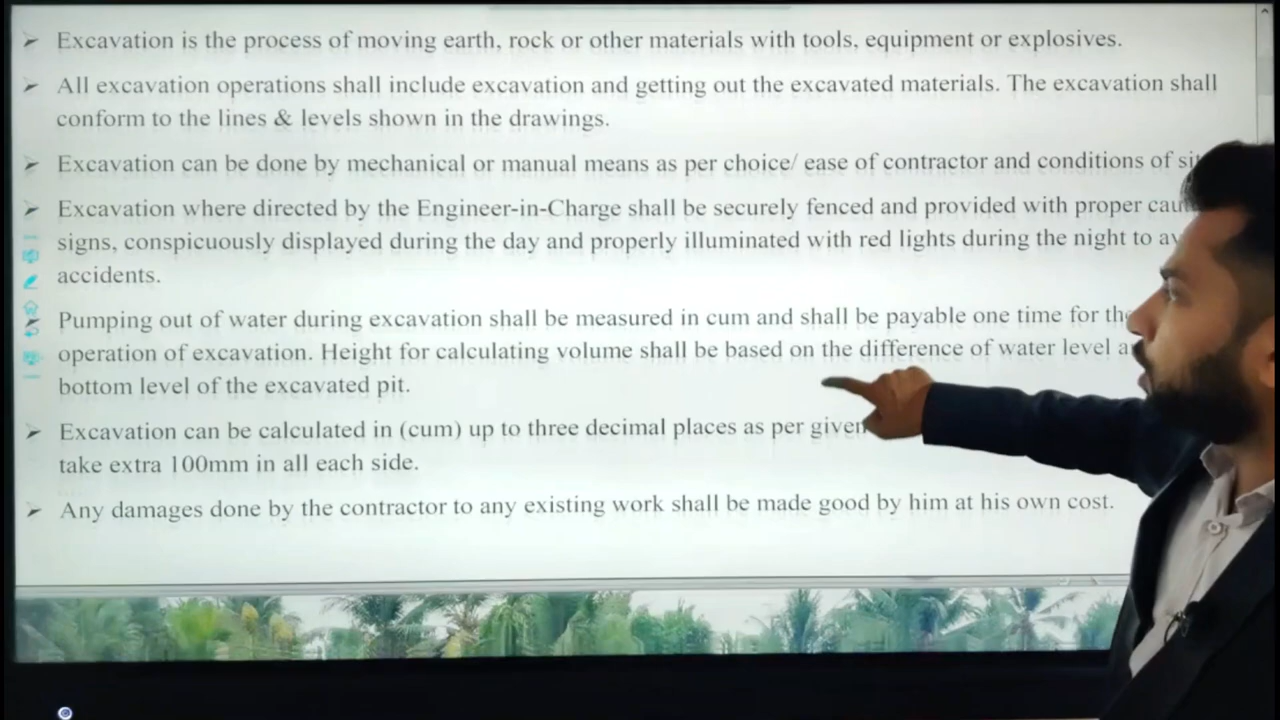 Excavation is the process of moving earth, rock or other materials with tools, equipment or explosives.
All excavation operations shall include excavation and getting out the excavated materials. The excavation shall
conform to the lines & levels shown in the drawings.
Excavation can be done by mechanical or manual means as per choice/ ease of contractor and conditions of
Excavation where directed by the Engineer-in-Charge shall be securely fenced and provided with proper
signs, conspicuously displayed during the day and properly illuminated with red lights during the night to
accidents.
Pumping out of water during excavation shall be measured in cum and shall be payable one time for
operation of excavation. Height for calculating volume shall be based on the difference of water level
bottom level of the excavated pit.
Excavation can be calculated in (cum) up to three decimal places as per given
take extra 100mm in all each side.
Any damages done by the contractor to any existing work shall be made good by him at his own cost.